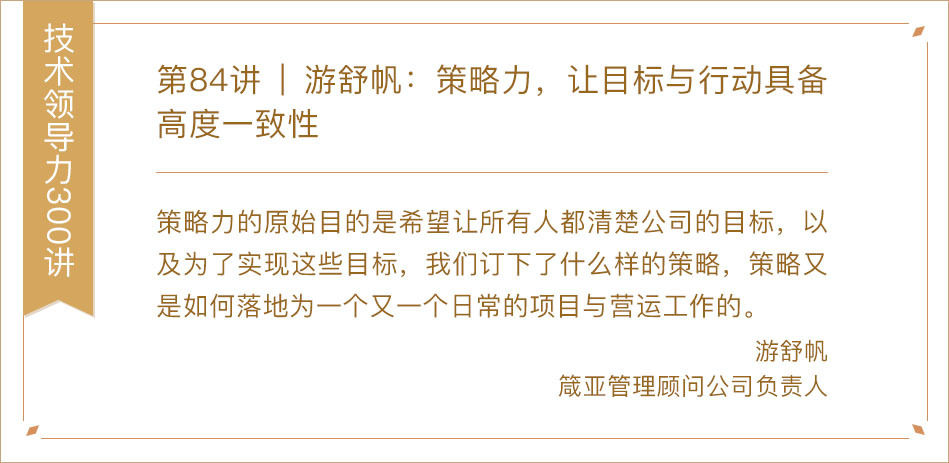 技术领导力300讲
第84讲 | 游舒帆：策略力，让目标与行动具备
高度一致性
策略力的原始目的是希望让所有人都清楚公司的目标，以
及为了实现这些目标，我们订下了什么样的策略，策略又
是如何落地为一个又一个日常的项目与营运工作的。
游舒帆
箴亚管理顾问公司负责人